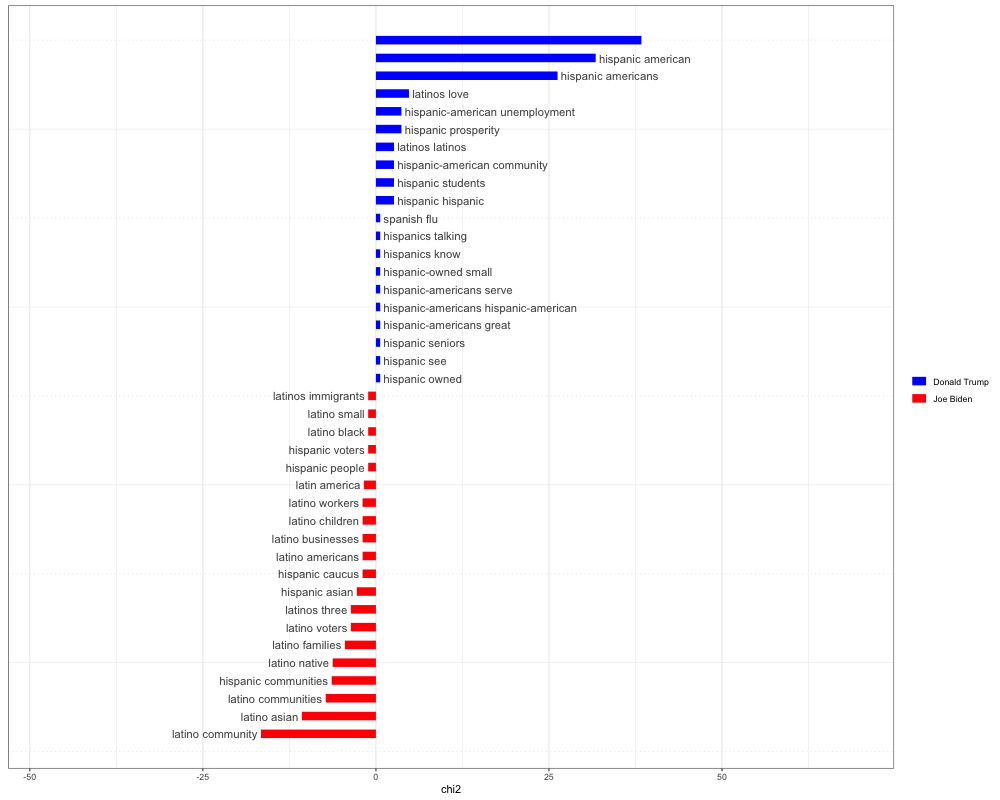 hispanic american
hispanic americans
latinos love
hispanic-american unemployment
hispanic prosperity
latinos latinos
hispanic-american community
hispanic students
hispanic hispanic
spanish flu
hispanics talking
hispanics know
hispanic-owned small
hispanic-americans serve
hispanic-americans hispanic-american
hispanic-americans great
hispanic seniors
hispanic see
hispanic owned
latinos immigrants
latino small
latino black
hispanic voters
hispanic people
latin america
latino workers
latino children
latino businesses
latino americans
hispanic caucus
hispanic asian
latinos three
latino voters
latino families
latino native
hispanic communities
latino communities
latino asian
latino community
-50 -25 0 25 50
chi2
Donald Trump
Joe Biden